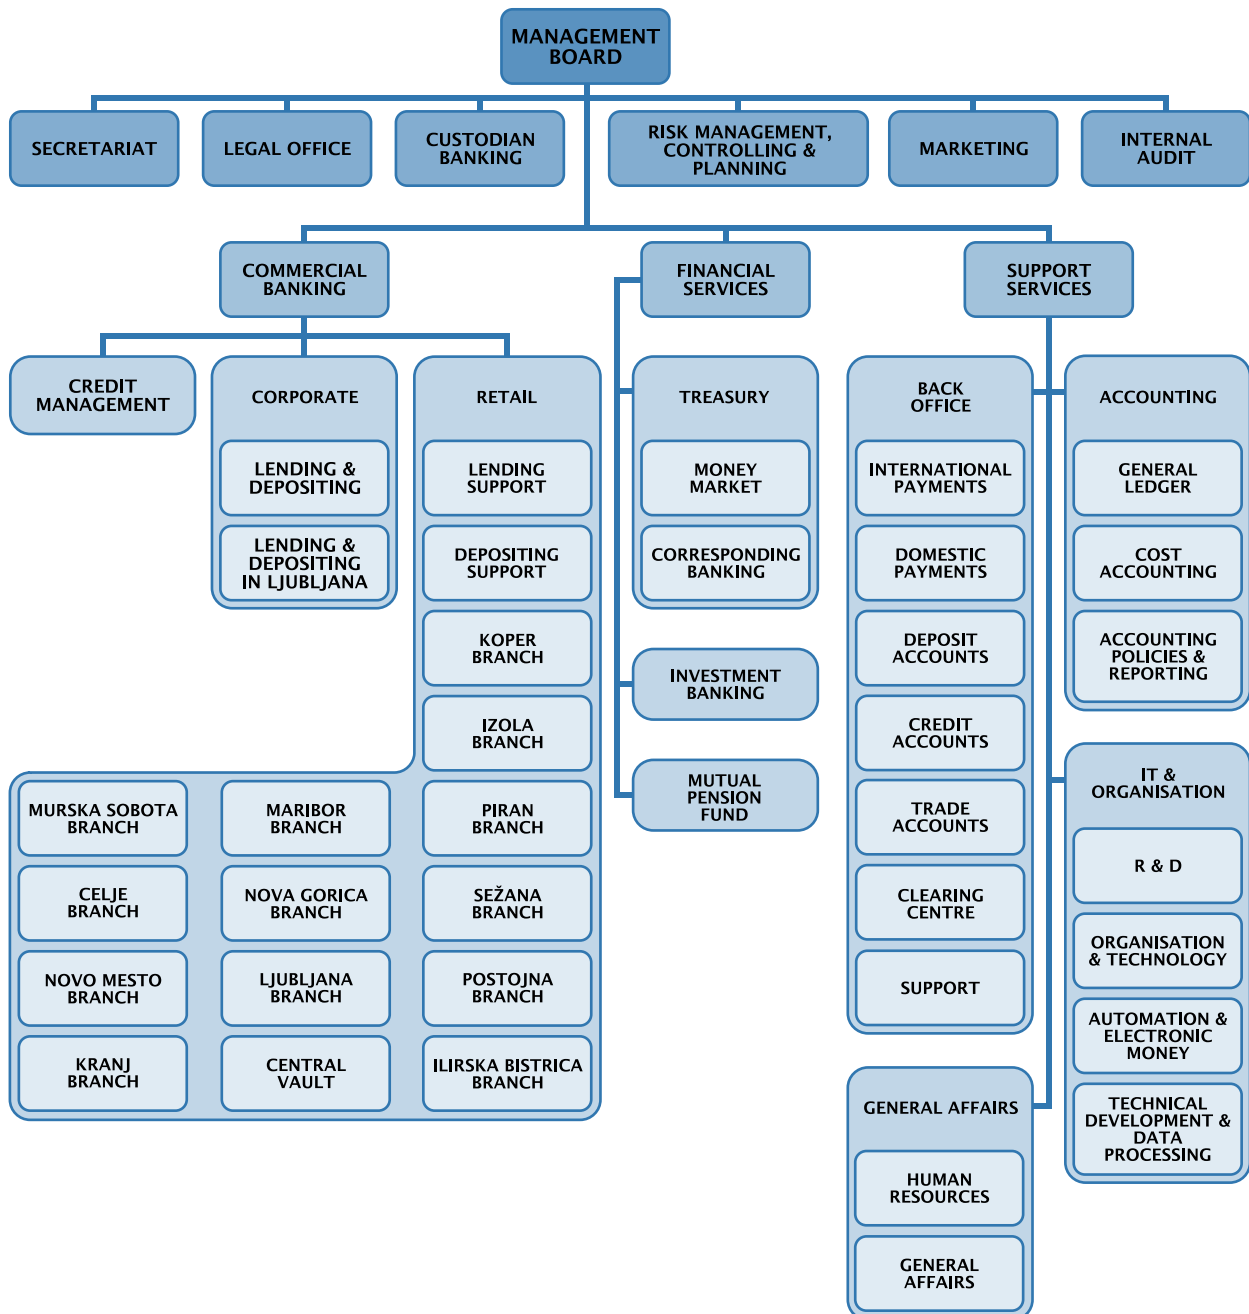 MANAGEMENT
BOARD
SECRETARIAT
LEGAL OFFICE
CUSTODIAN
BANKING
RISK MANAGEMENT,
CONTROLLING &
PLANNING
MARKETING
INTERNAL
AUDIT
COMMERCIAL
BANKING
FINANCIAL
SERVICES
SUPPORT
SERVICES
CREDIT
MANAGEMENT
CORPORATE
LENDING &
DEPOSITING
LENDING &
DEPOSITING
IN LJUBLJANA
RETAIL
LENDING
SUPPORT
DEPOSITING
SUPPORT
KOPER
BRANCH
IZOLA
BRANCH
PIRAN
BRANCH
SEŽANA
BRANCH
POSTOJNA
BRANCH
ILIRSKA BISTRICA
BRANCH
MARIBOR
BRANCH
NOVA GORICA
BRANCH
LJUBLJANA
BRANCH
CENTRAL
VAULT
MURSKA SOBOTA
BRANCH
CELJE
BRANCH
NOVO MESTO
BRANCH
KRANJ
BRANCH
TREASURY
MONEY
MARKET
CORRESPONDING
BANKING
INVESTMENT
BANKING
MUTUAL
PENSION
FUND
BACK
OFFICE
INTERNATIONAL
PAYMENTS
DOMESTIC
PAYMENTS
DEPOSIT
ACCOUNTS
CREDIT
ACCOUNTS
TRADE
ACCOUNTS
CLEARING
CENTRE
SUPPORT
GENERAL AFFAIRS
HUMAN
RESOURCES
GENERAL
AFFAIRS
ACCOUNTING
GENERAL
LEDGER
COST
ACCOUNTING
ACCOUNTING
POLICIES &
REPORTING
IT &
ORGANISATION
R & D
ORGANISATION
& TECHNOLOGY
AUTOMATION &
ELECTRONIC
MONEY
TECHNICAL
DEVELOPMENT &
DATA
PROCESSING